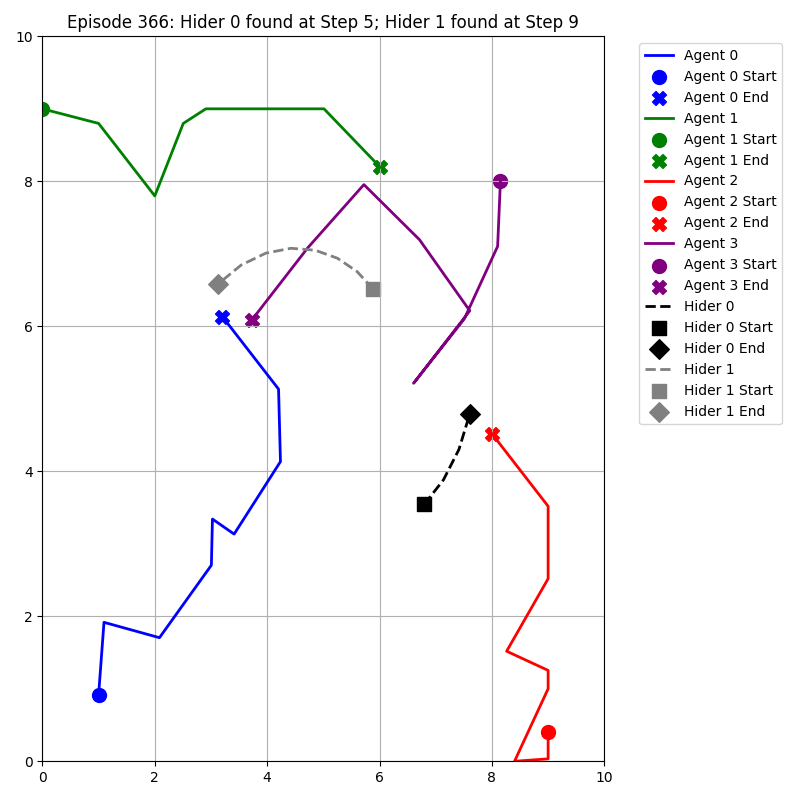 Episode 366: Hider 0 found at Step 5; Hider 1 found at Step 9
10
8
6
4
2
0
0 2 4 6 8 10
Agent 0
Agent 0 Start
Agent 0 End
Agent 1
Agent 1 Start
Agent 1 End
Agent 2
Agent 2 Start
Agent 2 End
Agent 3
Agent 3 Start
Agent 3 End
Hider 0
Hider 0 Start
Hider 0 End
Hider 1
Hider 1 Start
Hider 1 End